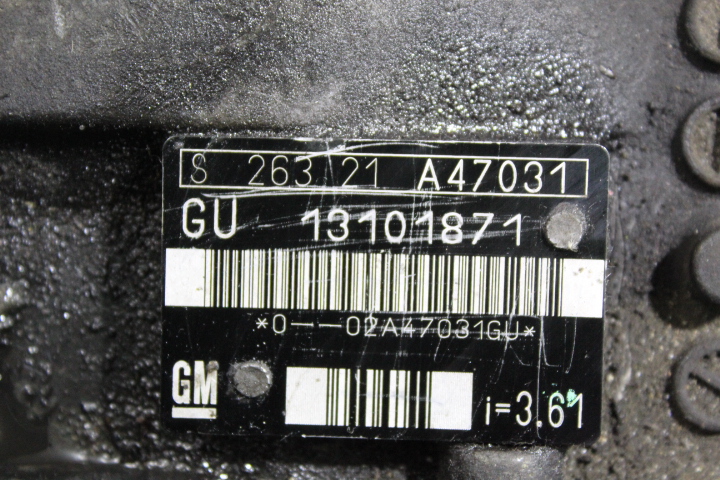 S 263 21 A47031
GU 13101871
*0--02A47031GU*
GM i=3.61